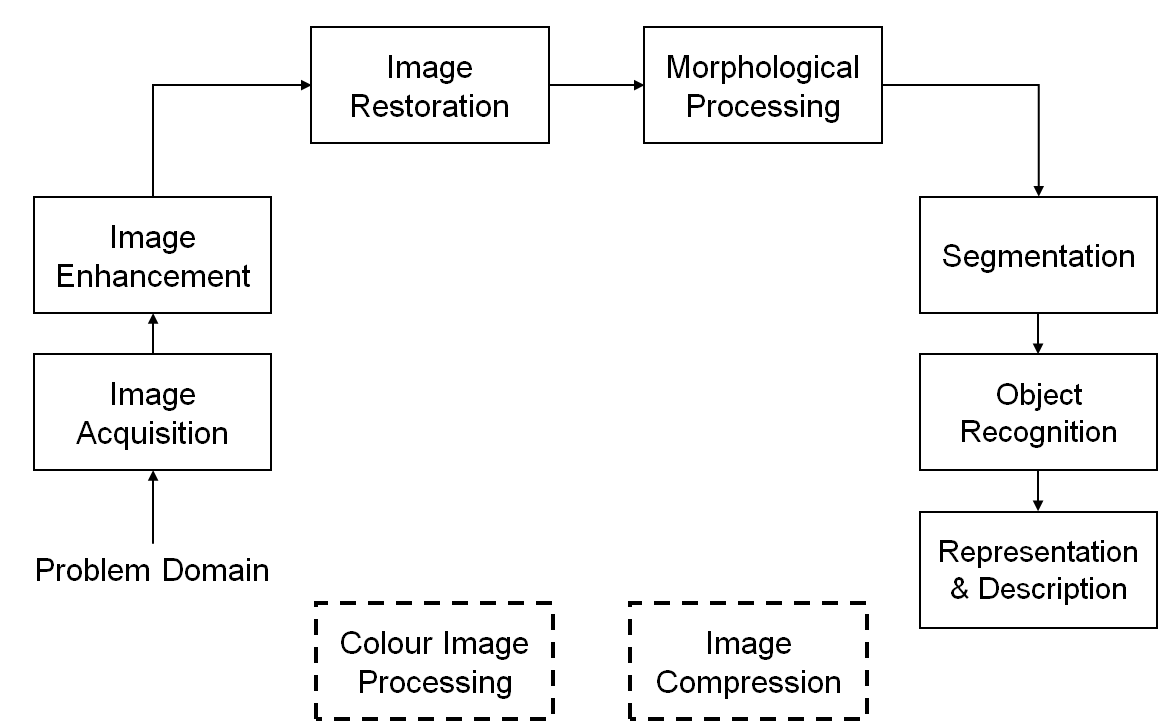 Image
Restoration
Morphological
Processing
Image
Enhancement
Segmentation
Image
Acquisition
Object
Recognition
Problem Domain
Representation
& Description
Colour Image
Processing
Image
Compression